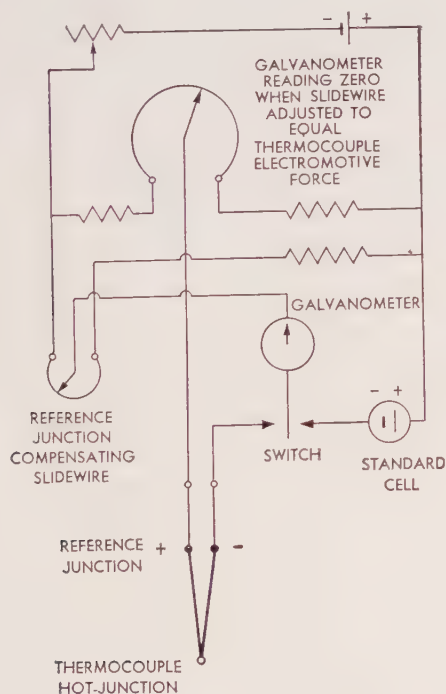 - +
GALVANOMETER
READING ZERO
WHEN SLIDEWIRE
ADJUSTED TO
EQUAL
THERMOCOUPLE
ELECTROMOTIVE
FORCE
GALVANOMETER
REFERENCE
JUNCTION
COMPENSATING
SLIDEWIRE
SWITCH
- +
STANDARD
CELL
REFERENCE
JUNCTION
+ -
THERMOCOUPLE
HOT-JUNCTION